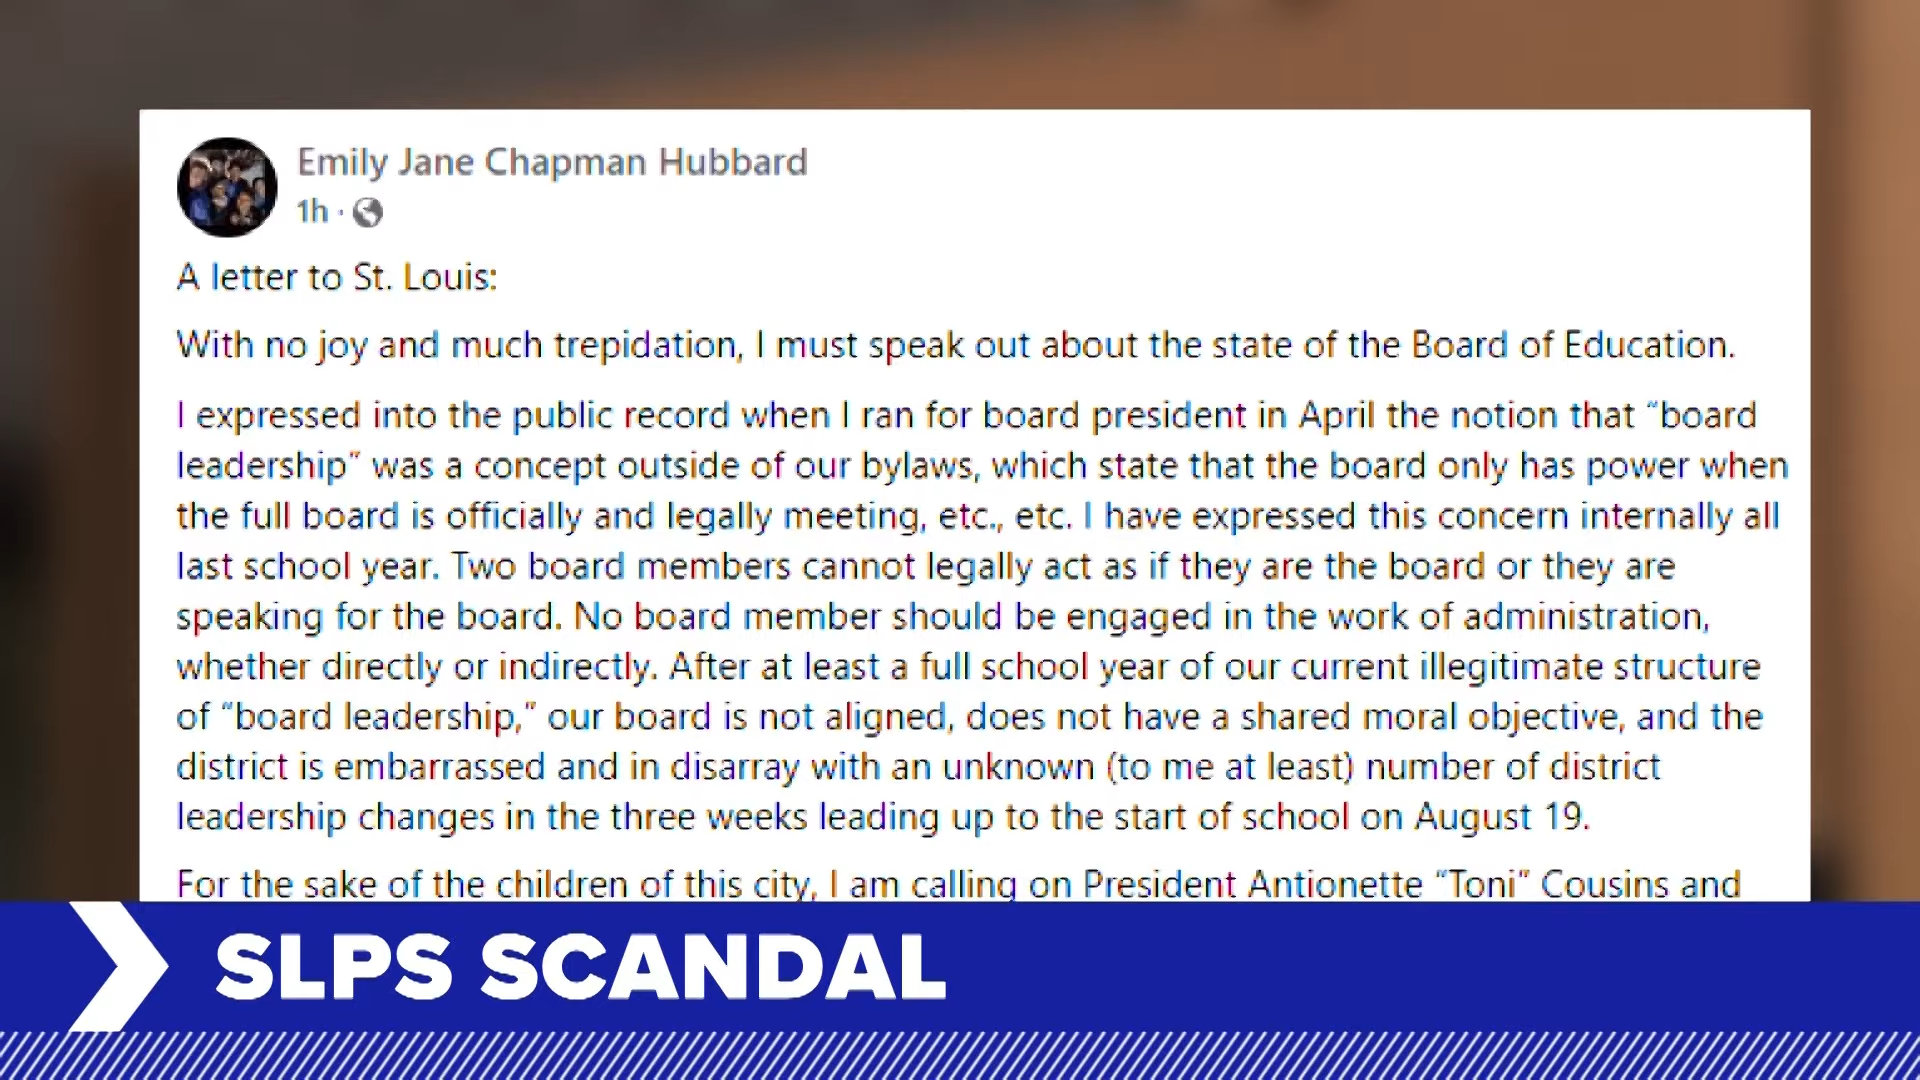 Emily Jane Chapman Hubbard
1h ·
A letter to St. Louis:
With no joy and much trepidation, I must speak out about the state of the Board of Education.
I expressed into the public record when I ran for board president in April the notion that “board
leadership” was a concept outside of our bylaws, which state that the board only has power when
the full board is officially and legally meeting, etc., etc. I have expressed this concern internally all
last school year. Two board members cannot legally act as if they are the board or they are
speaking for the board. No board member should be engaged in the work of administration,
whether directly or indirectly. After at least a full school year of our current illegitimate structure
of “board leadership,” our board is not aligned, does not have a shared moral objective, and the
district is embarrassed and in disarray with an unknown (to me at least) number of district
leadership changes in the three weeks leading up to the start of school on August 19.
For the sake of the children of this city, I am calling on President Antionette “Toni” Cousins and
SLPS SCANDAL